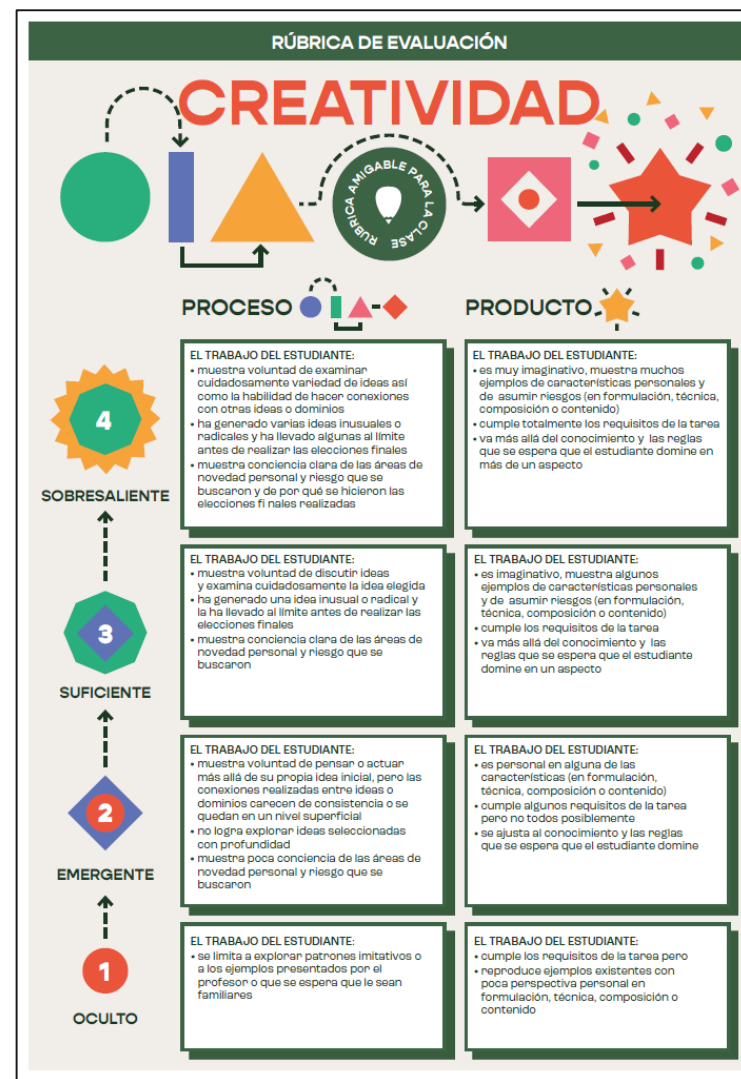 RÚBRICA DE EVALUACIÓN
CREATIVIDAD
RUBRICA AMIGABLE PARA LA CLASE
PROCESO
PRODUCTO
4
SOBRESALIENTE
EL TRABAJO DEL ESTUDIANTE:
• muestra voluntad de examinar
cuidadosamente variedad de ideas así
como la habilidad de hacer conexiones
con otras ideas o dominios
• ha generado varias ideas inusuales o
radicales y ha llevado algunas al límite
antes de realizar las elecciones finales
• muestra conciencia clara de las áreas de
novedad personal y riesgo que se
buscaron y de por qué se hicieron las
elecciones fi nales realizadas
EL TRABAJO DEL ESTUDIANTE:
• es muy imaginativo, muestra muchos
ejemplos de características personales y
de asumir riesgos (en formulación, técnica,
composición o contenido)
• cumple totalmente los requisitos de la tarea
• va más allá del conocimiento y las reglas
que se espera que el estudiante domine en
más de un aspecto
3
SUFICIENTE
EL TRABAJO DEL ESTUDIANTE:
• muestra voluntad de discutir ideas
y examina cuidadosamente la idea elegida
• ha generado una idea inusual o radical y
la ha llevado al límite antes de realizar las
elecciones finales
• muestra conciencia clara de las áreas de
novedad personal y riesgo que se
buscaron
EL TRABAJO DEL ESTUDIANTE:
• es imaginativo, muestra algunos
ejemplos de características personales
y de asumir riesgos (en formulación,
técnica, composición o contenido)
• cumple los requisitos de la tarea
• va más allá del conocimiento y las
reglas que se espera que el estudiante
domine en un aspecto
2
EMERGENTE
EL TRABAJO DEL ESTUDIANTE:
• muestra voluntad de pensar o actuar
más allá de su propia idea inicial, pero las
conexiones realizadas entre ideas o
dominios carecen de consistencia o se
quedan en un nivel superficial
• no logra explorar ideas seleccionadas
con profundidad
• muestra poca conciencia de las áreas de
novedad personal y riesgo que se
buscaron
EL TRABAJO DEL ESTUDIANTE:
• es personal en alguna de las
características (en formulación,
técnica, composición o contenido)
• cumple algunos requisitos de la tarea
pero no todos posiblemente
• se ajusta al conocimiento y las reglas
que se espera que el estudiante domine
1
OCULTO
EL TRABAJO DEL ESTUDIANTE:
• se limita a explorar patrones imitativos o
a los ejemplos presentados por el
profesor o que se espera que le sean
familiares
EL TRABAJO DEL ESTUDIANTE:
• cumple los requisitos de la tarea pero
• reproduce ejemplos existentes con
poca perspectiva personal en
formulación, técnica, composición o
contenido